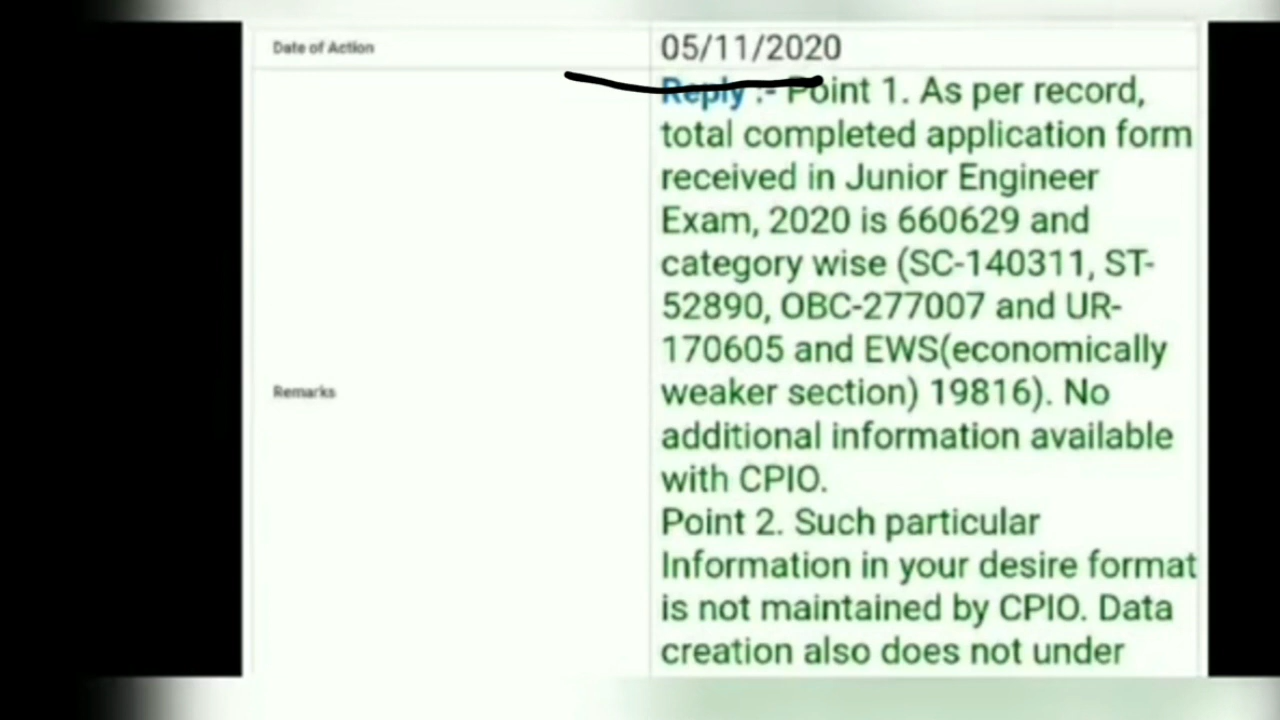 Date of Action
05/11/2020
Remarks
Reply :- Point 1. As per record,
total completed application form
received in Junior Engineer
Exam, 2020 is 660629 and
category wise (SC-140311, ST-
52890, OBC-277007 and UR-
170605 and EWS(economically
weaker section) 19816). No
additional information available
with CPIO.
Point 2. Such particular
Information in your desire format
is not maintained by CPIO. Data
creation also does not under